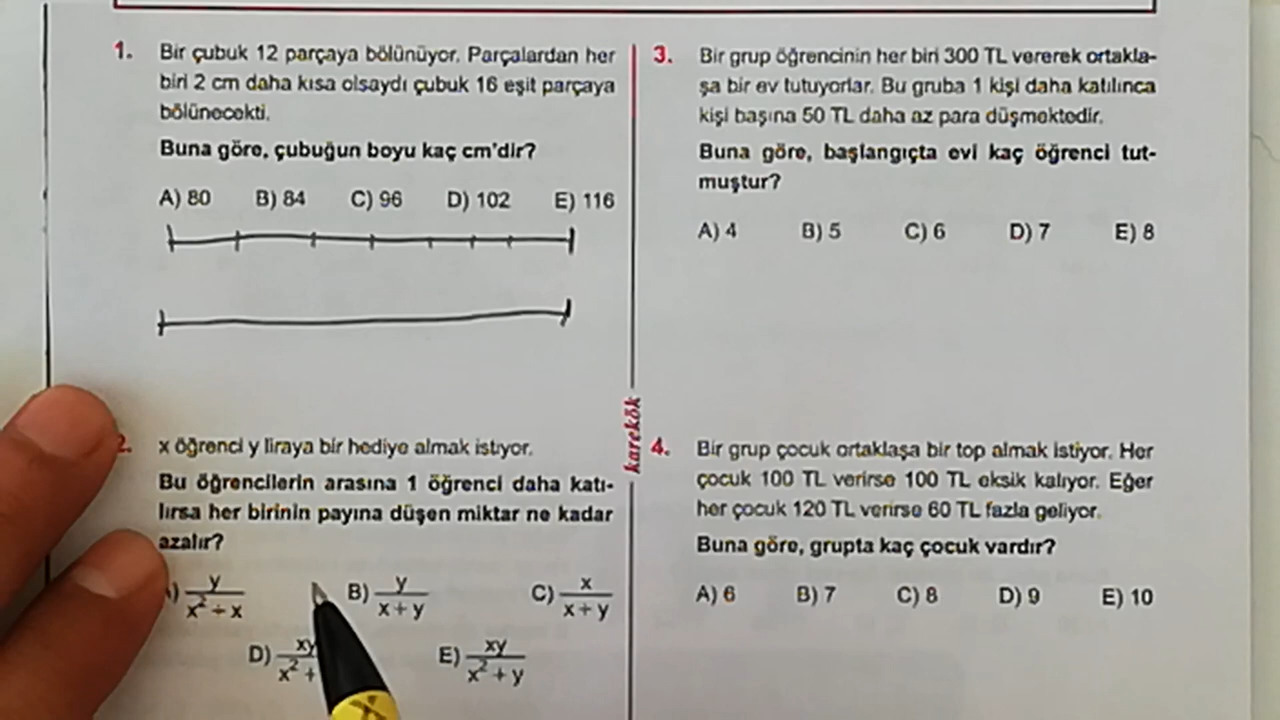 1. Bir çubuk 12 parçaya bölünüyor. Parçalardan her
biri 2 cm daha kısa olsaydı çubuk 16 eşit parçaya
bölünecekti.
Buna göre, çubuğun boyu kaç cm'dir?
A) 80 B) 84 C) 96 D) 102 E) 116
2. x öğrenci y liraya bir hediye almak istiyor.
Bu öğrencilerin arasına 1 öğrenci daha katı-
lırsa her birinin payına düşen miktar ne kadar
azalır?
) y/(x² + x) B) y/(x + y) C) x/(x + y)
D) xy/(x² + E) xy/(x² + y)
karekök
3. Bir grup öğrencinin her biri 300 TL vererek ortakla-
şa bir ev tutuyorlar. Bu gruba 1 kişi daha katılınca
kişi başına 50 TL daha az para düşmektedir.
Buna göre, başlangıçta evi kaç öğrenci tut-
muştur?
A) 4 B) 5 C) 6 D) 7 E) 8
4. Bir grup çocuk ortaklaşa bir top almak istiyor. Her
çocuk 100 TL verirse 100 TL eksik kalıyor. Eğer
her çocuk 120 TL verirse 60 TL fazla geliyor.
Buna göre, grupta kaç çocuk vardır?
A) 6 B) 7 C) 8 D) 9 E) 10